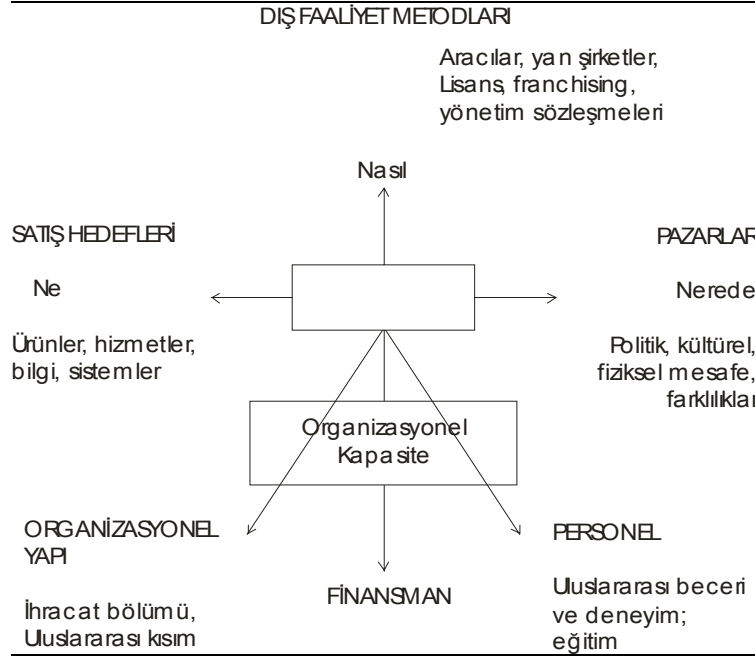 DIŞ FAALİYET METODLARI
Aracılar, yan şirketler,
Lisans, franchising,
yönetim sözleşmeleri
Nasıl
SATIŞ HEDEFLERİ
Ne
Ürünler, hizmetler,
bilgi, sistemler
PAZARLAR
Nerede
Politik, kültürel,
fiziksel mesafe,
farklılıklar
Organizasyonel
Kapasite
ORGANİZASYONEL
YAPI
İhracat bölümü,
Uluslararası kısım
FİNANSMAN
PERSONEL
Uluslararası beceri
ve deneyim;
eğitim